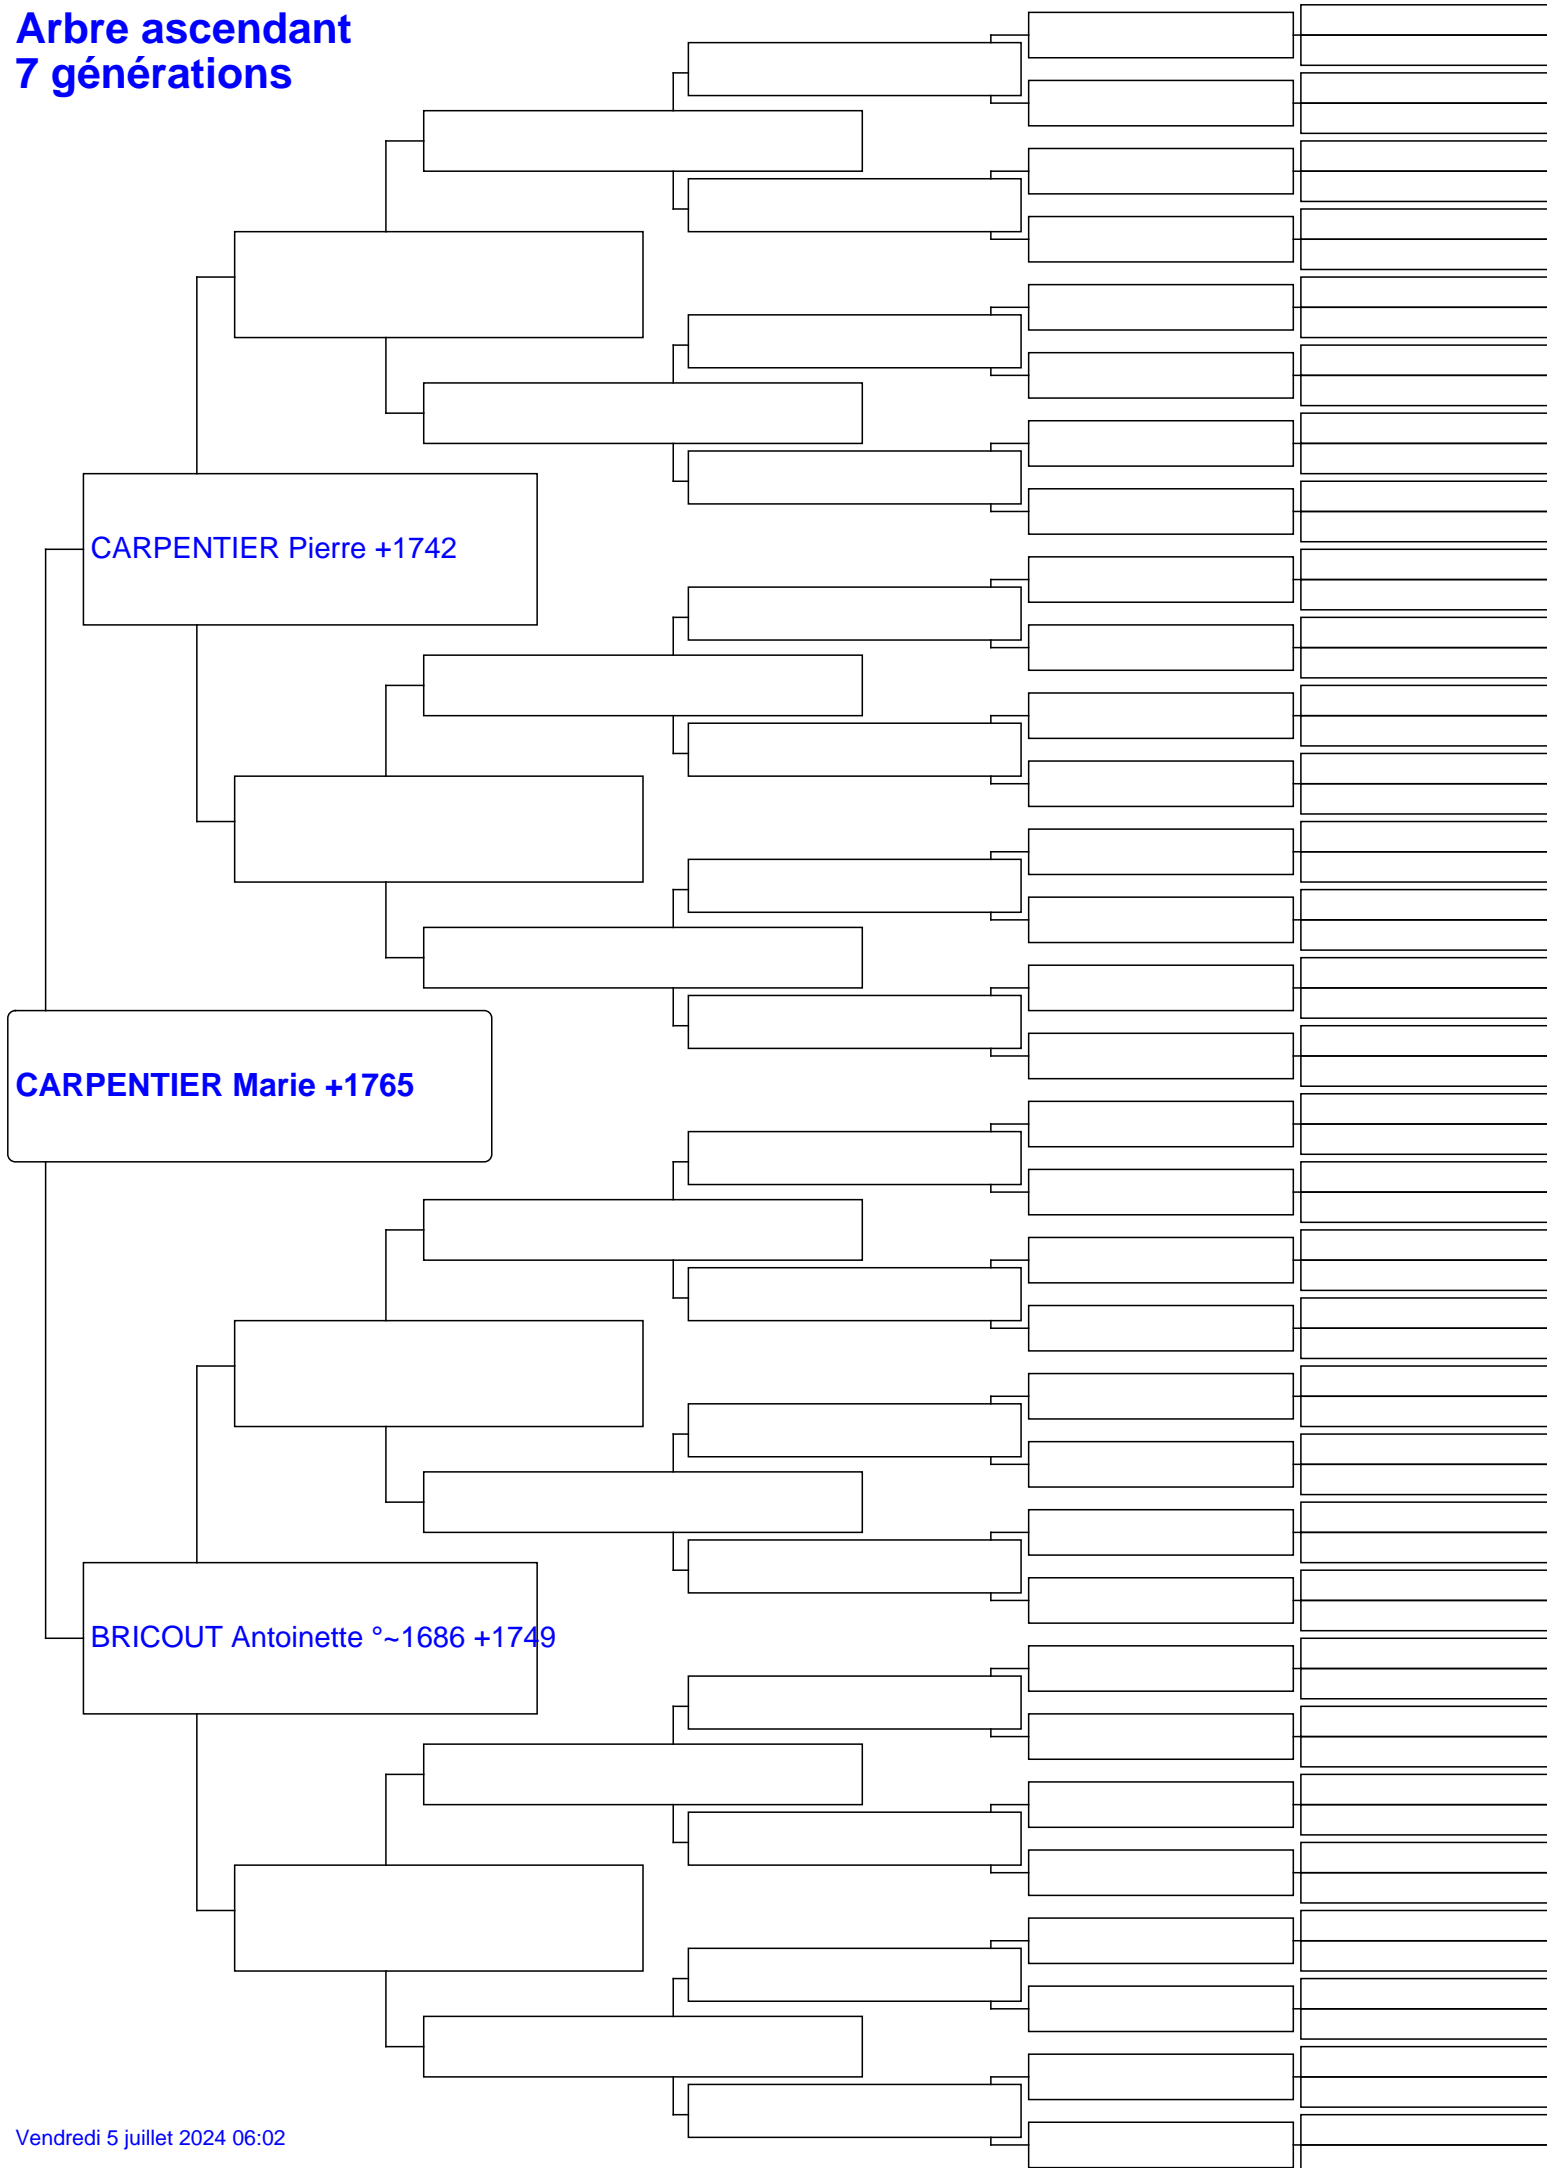 Arbre ascendant
7 générations
CARPENTIER Pierre +1742
CARPENTIER Marie +1765
BRICOUT Antoinette °~1686 +1749
Vendredi 5 juillet 2024 06:02